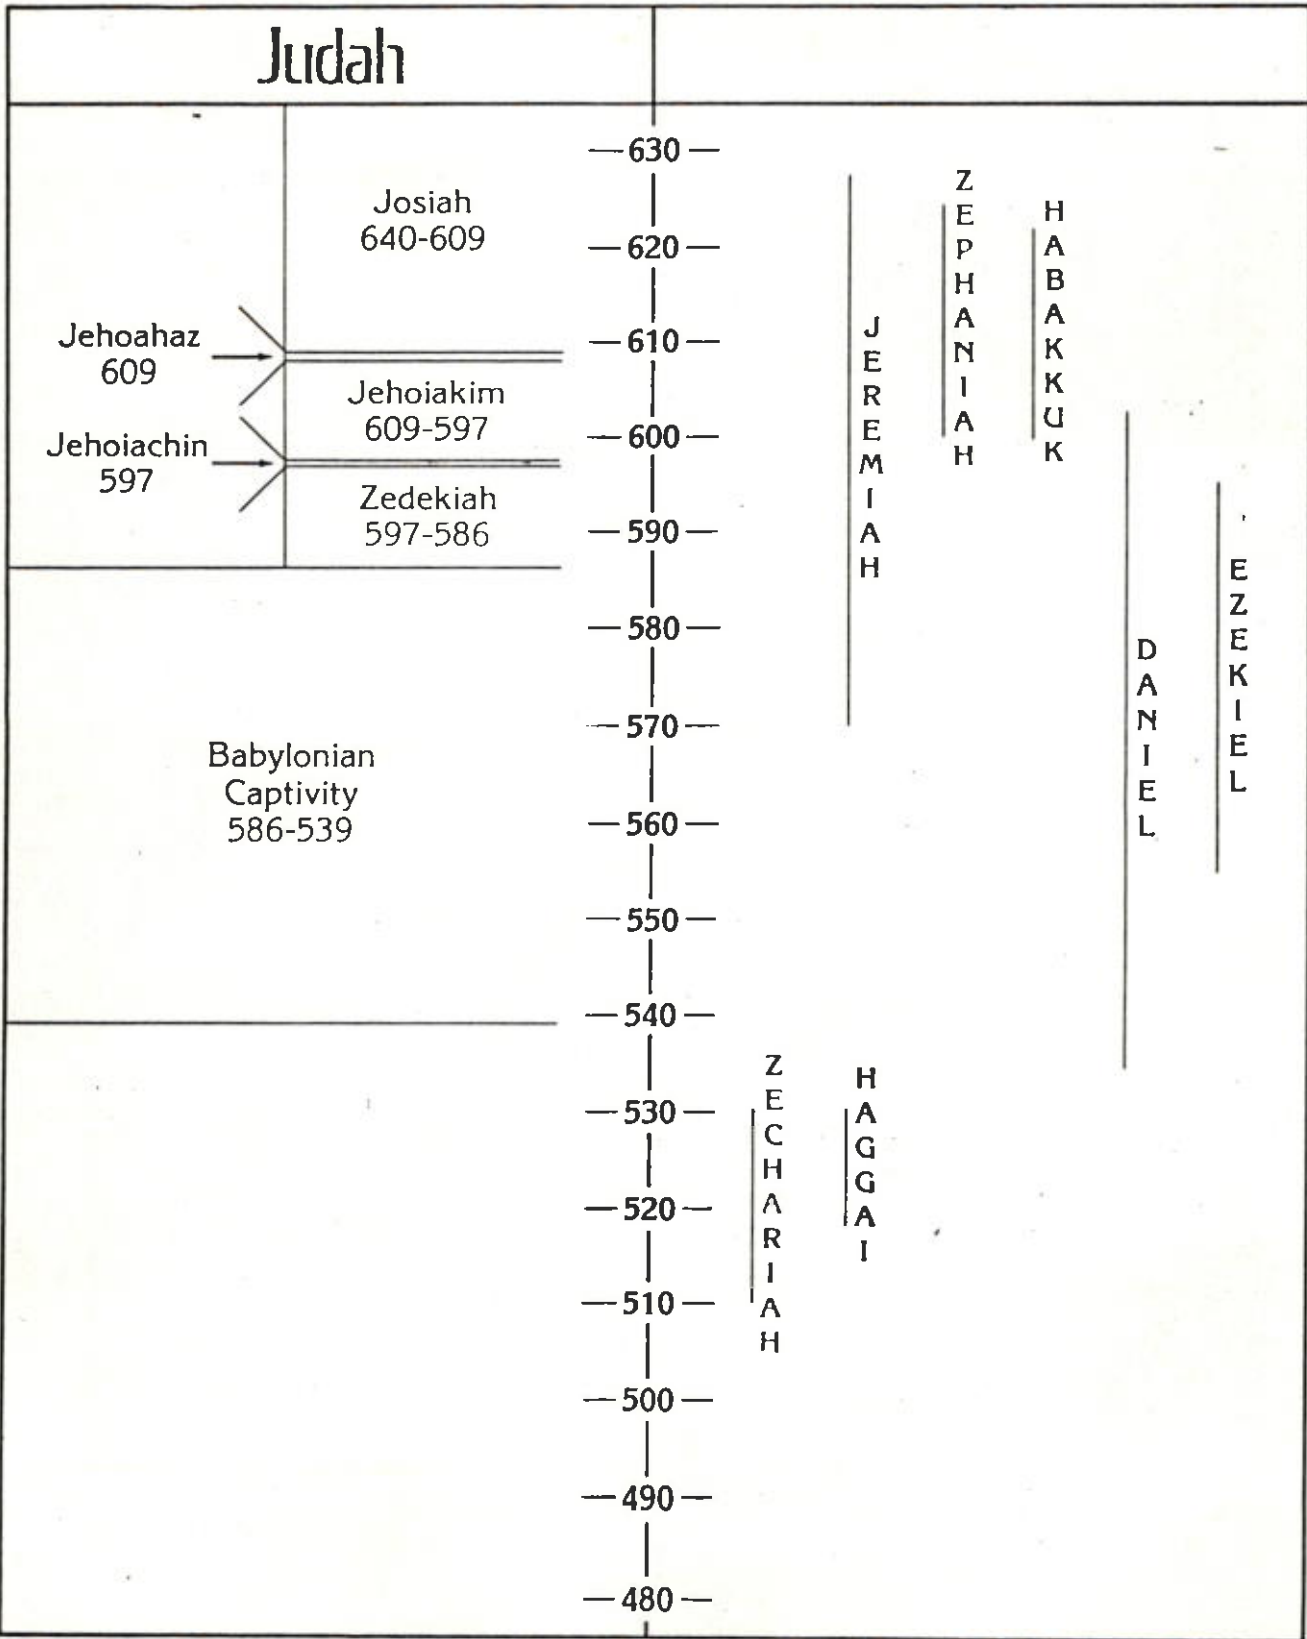 Judah
Josiah
640-609
Jehoahaz
609
Jehoiakim
609-597
Jehoiachin
597
Zedekiah
597-586
Babylonian
Captivity
586-539
630
620
610
600
590
580
570
560
550
540
530
520
510
500
490
480
JEREMIAH
ZEPHANIAH
HABAKKUK
DANIEL
EZEKIEL
ZECHARIAH
HAGGAI